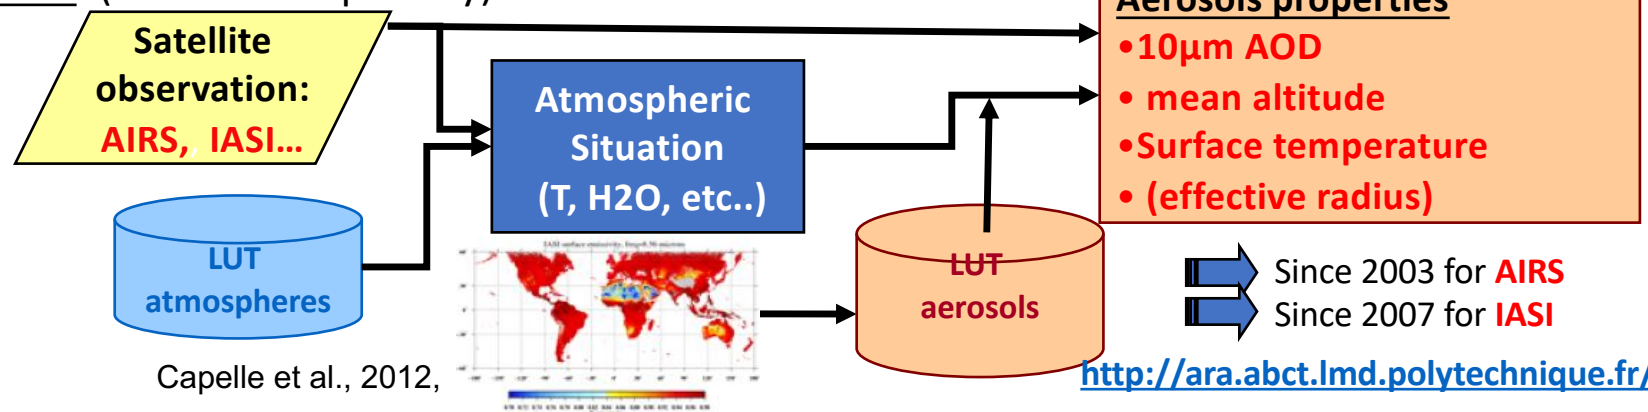 Satellite
observation:
AIRS, IASI...
Atmospheric
Situation
(T, H2O, etc..)
LUT
atmospheres
LUT
aerosols
Aerosols properties
•10µm AOD
• mean altitude
•Surface temperature
• (effective radius)
Since 2003 for AIRS
Since 2007 for IASI
http://ara.abct.lmd.polytechnique.fr/
Capelle et al., 2012,